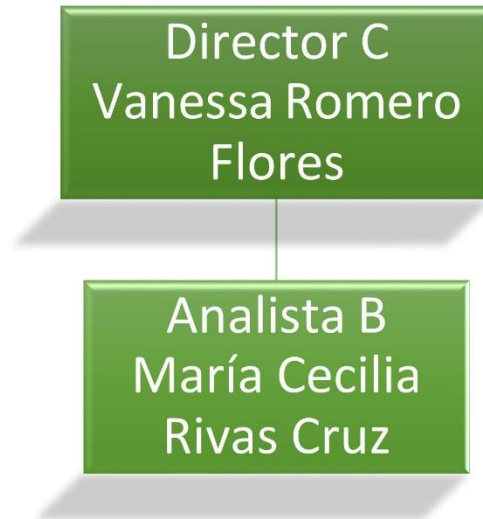 Director C
Vanessa Romero
Flores
Analista B
María Cecilia
Rivas Cruz